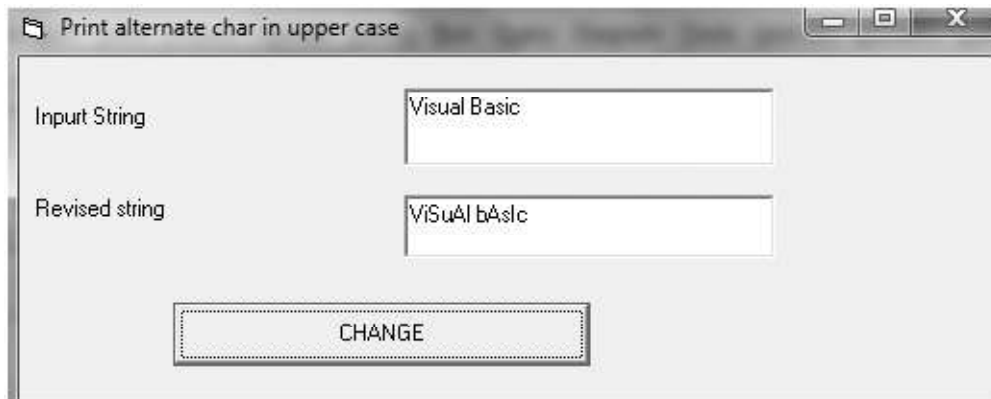 Print alternate char in upper case
Inpurt String
Visual Basic
Revised string
ViSuAl bAsIc
CHANGE